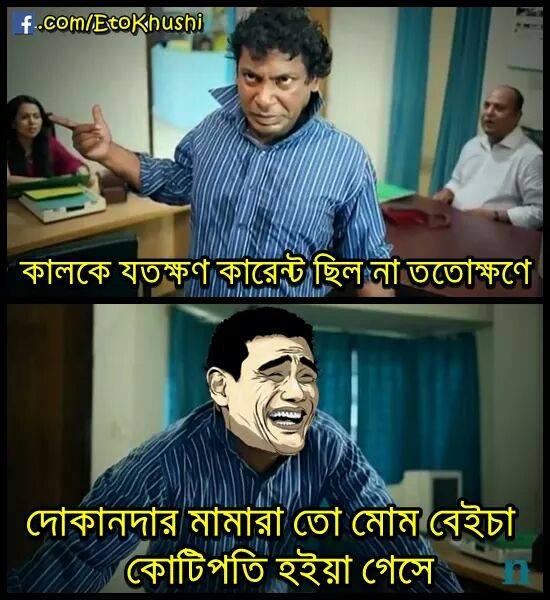 f.com/EtoKhushi
কালকে যতক্ষণ কারেন্ট ছিল না ততোক্ষণে
দোকানদার মামারা তো মোম বেইচা
কোটিপতি হইয়া গেসে
n